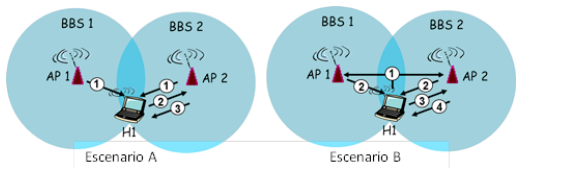 BBS 1
BBS 2
AP 1
AP 2
1
1
2
3
H1
Escenario A
BBS 1
BBS 2
AP 1
AP 2
1
2
2
3
4
H1
Escenario B